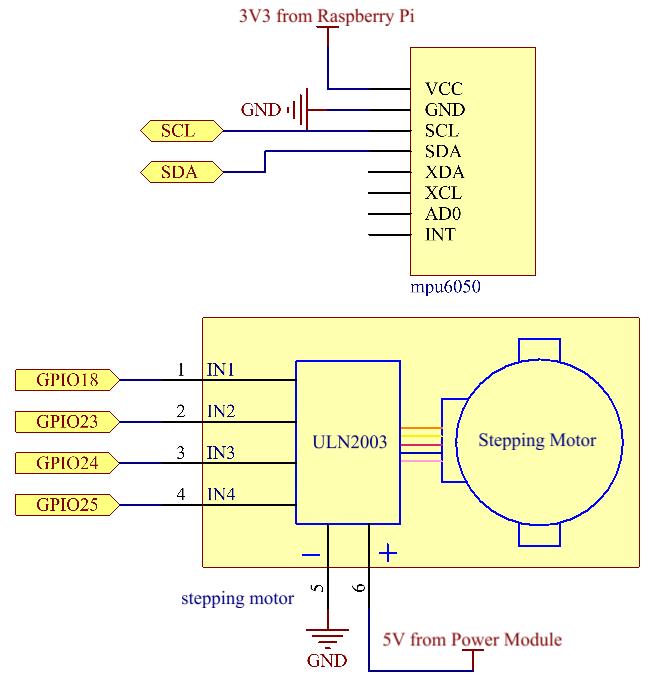 3V3 from Raspberry Pi
VCC
GND GND
SCL SCL
SDA
SDA XDA
XCL
AD0
INT
mpu6050
GPIO18 1 IN1
GPIO23 2 IN2
ULN2003 Stepping Motor
GPIO24 3 IN3
GPIO25 4 IN4
− +
stepping motor 5 6
5V from Power Module
GND